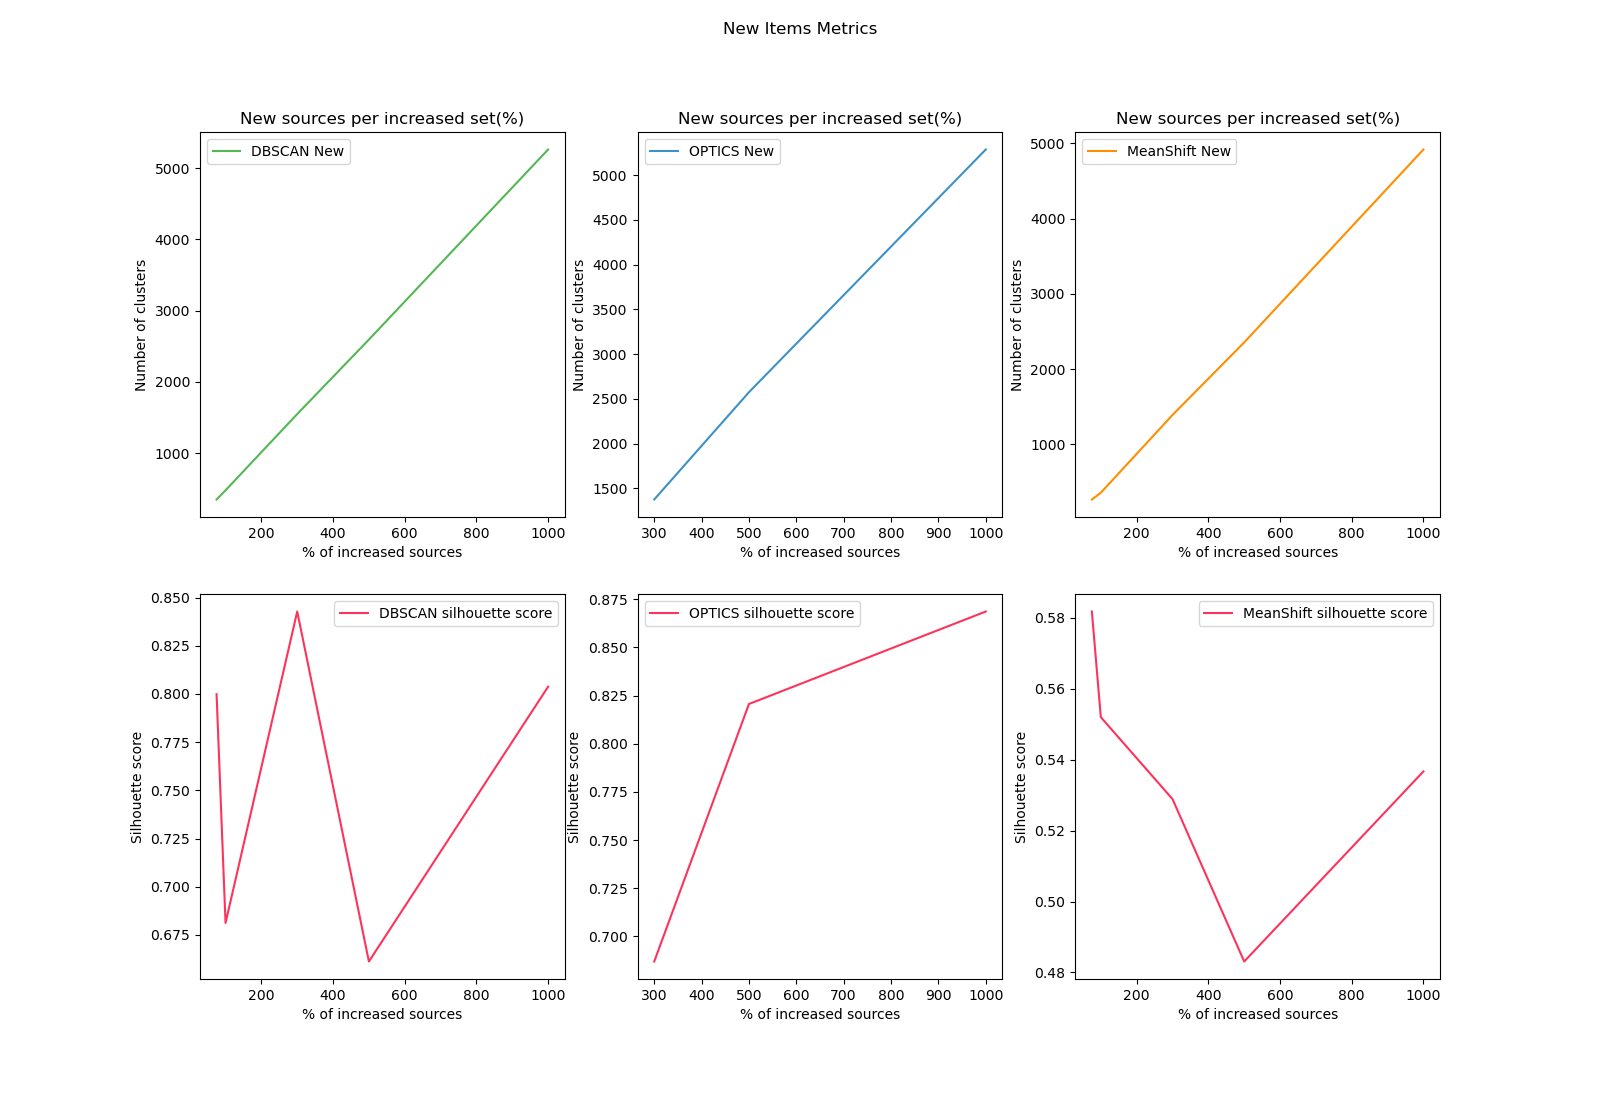 New Items Metrics
New sources per increased set(%)
DBSCAN New
Number of clusters
5000
4000
3000
2000
1000
200 400 600 800 1000
% of increased sources
New sources per increased set(%)
OPTICS New
Number of clusters
5000
4500
4000
3500
3000
2500
2000
1500
300 400 500 600 700 800 900 1000
% of increased sources
New sources per increased set(%)
MeanShift New
Number of clusters
5000
4000
3000
2000
1000
200 400 600 800 1000
% of increased sources
DBSCAN silhouette score
Silhouette score
0.850
0.825
0.800
0.775
0.750
0.725
0.700
0.675
200 400 600 800 1000
% of increased sources
OPTICS silhouette score
Silhouette score
0.875
0.850
0.825
0.800
0.775
0.750
0.725
0.700
300 400 500 600 700 800 900 1000
% of increased sources
MeanShift silhouette score
Silhouette score
0.58
0.56
0.54
0.52
0.50
0.48
200 400 600 800 1000
% of increased sources